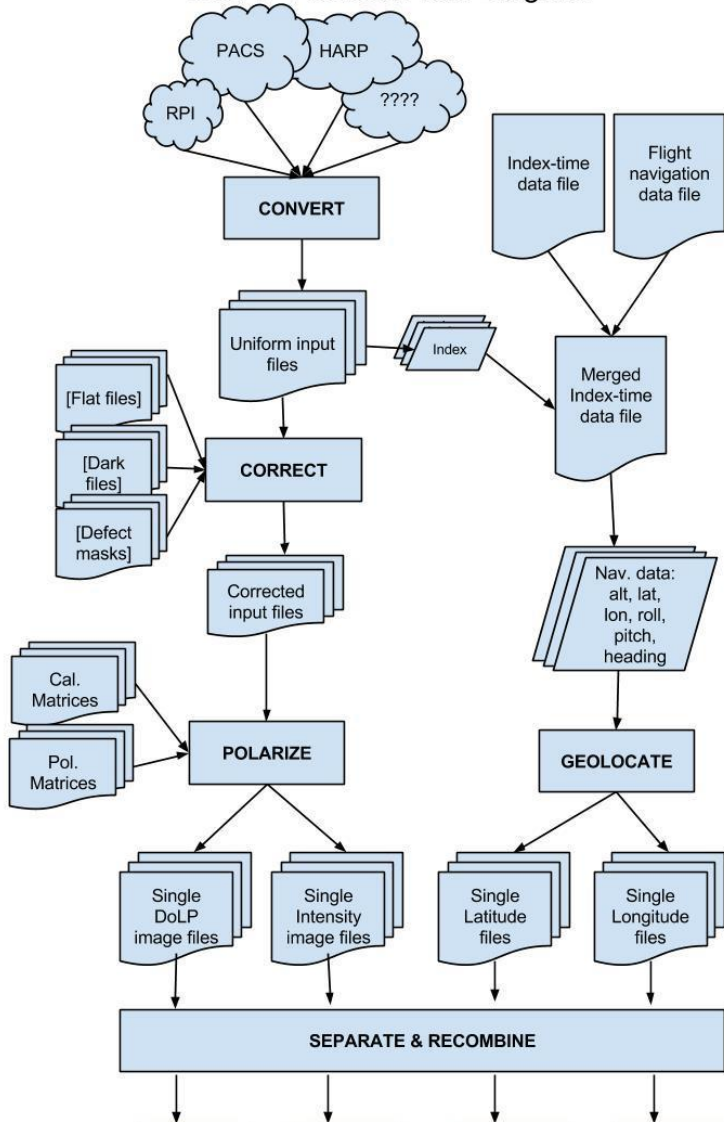 PACS
HARP
RPI
????
CONVERT
Index-time
data file
Flight
navigation
data file
Uniform input
files
Index
Merged
Index-time
data file
[Flat files]
[Dark
files]
[Defect
masks]
CORRECT
Corrected
input files
Nav. data:
alt, lat,
lon, roll,
pitch,
heading
Cal.
Matrices
Pol.
Matrices
POLARIZE
GEOLOCATE
Single
DoLP
image files
Single
Intensity
image files
Single
Latitude
files
Single
Longitude
files
SEPARATE & RECOMBINE